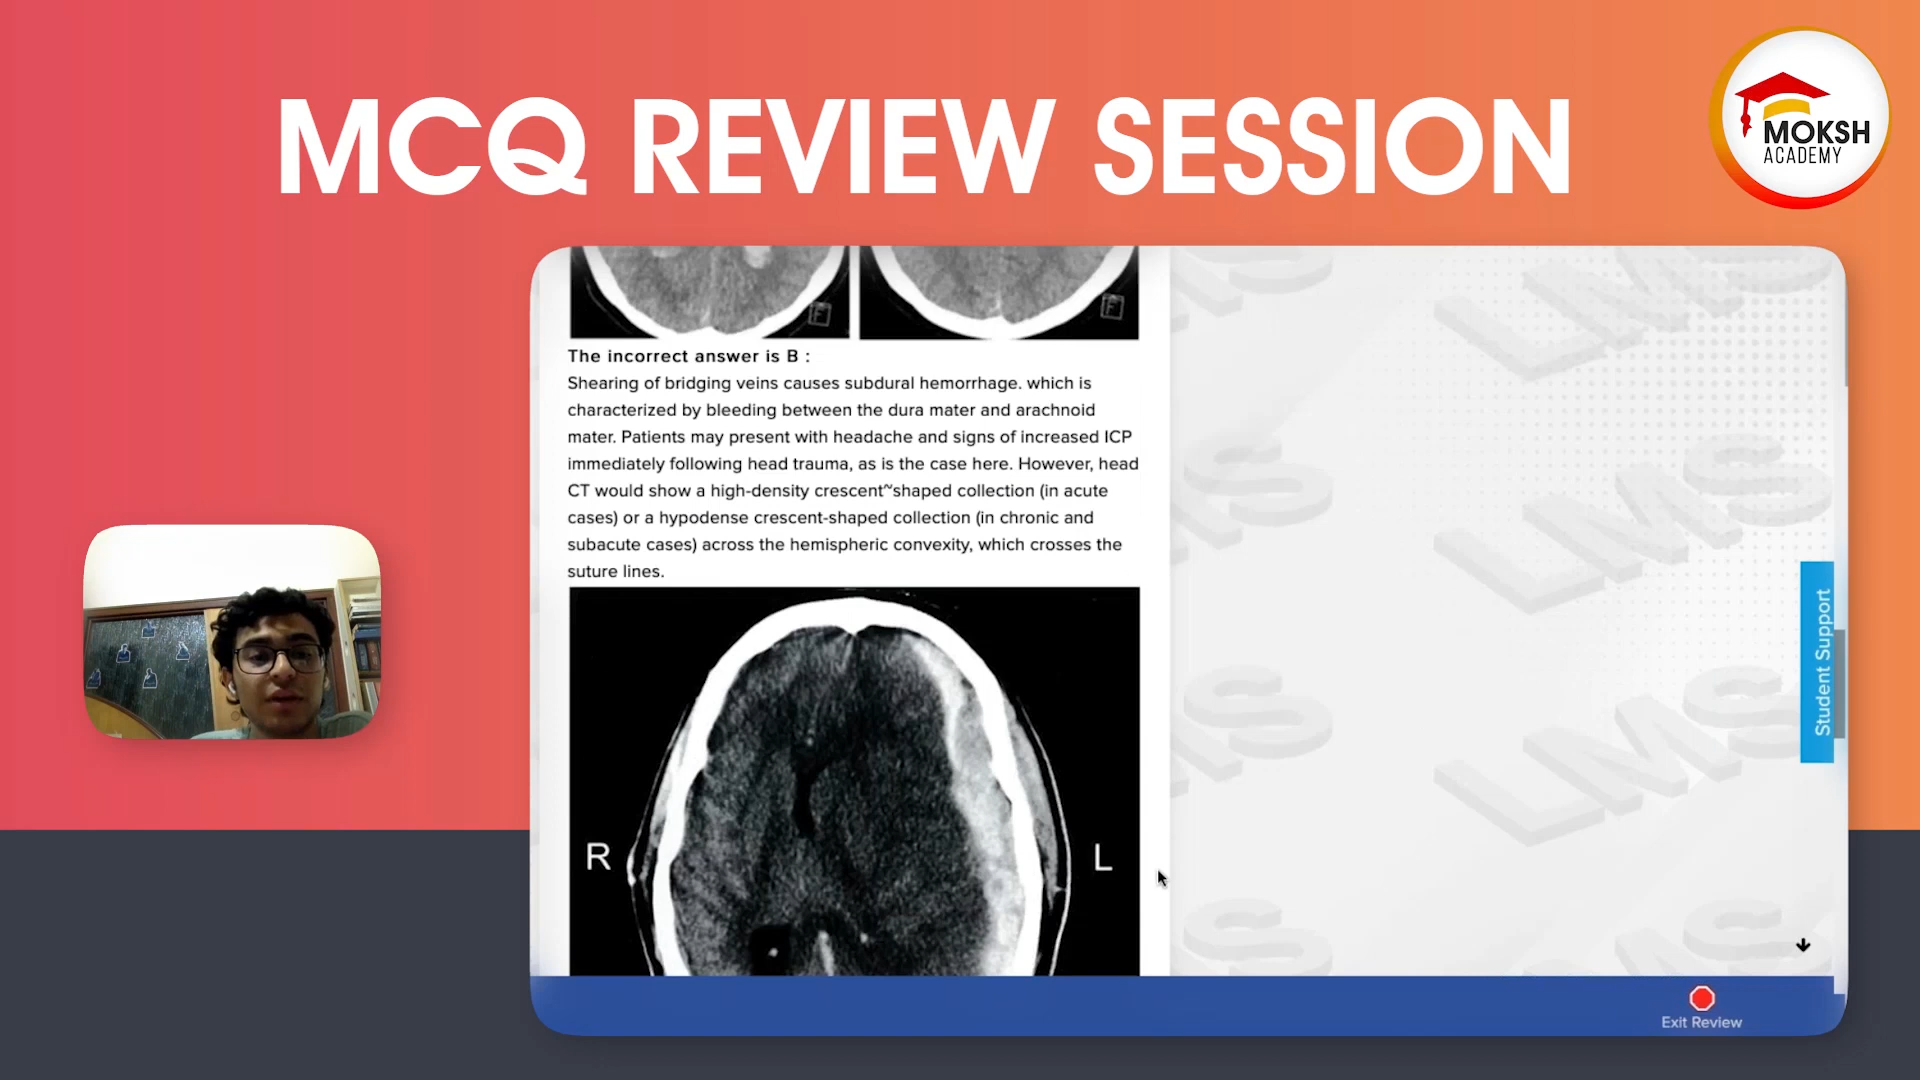 MCQ REVIEW SESSION
MOKSH
ACADEMY
F
F
The incorrect answer is B :
Shearing of bridging veins causes subdural hemorrhage. which is
characterized by bleeding between the dura mater and arachnoid
mater. Patients may present with headache and signs of increased ICP
immediately following head trauma, as is the case here. However, head
CT would show a high-density crescent~shaped collection (in acute
cases) or a hypodense crescent-shaped collection (in chronic and
subacute cases) across the hemispheric convexity, which crosses the
suture lines.
R
L
LMS
LMS
LMS
LMS
Student Support
Exit Review